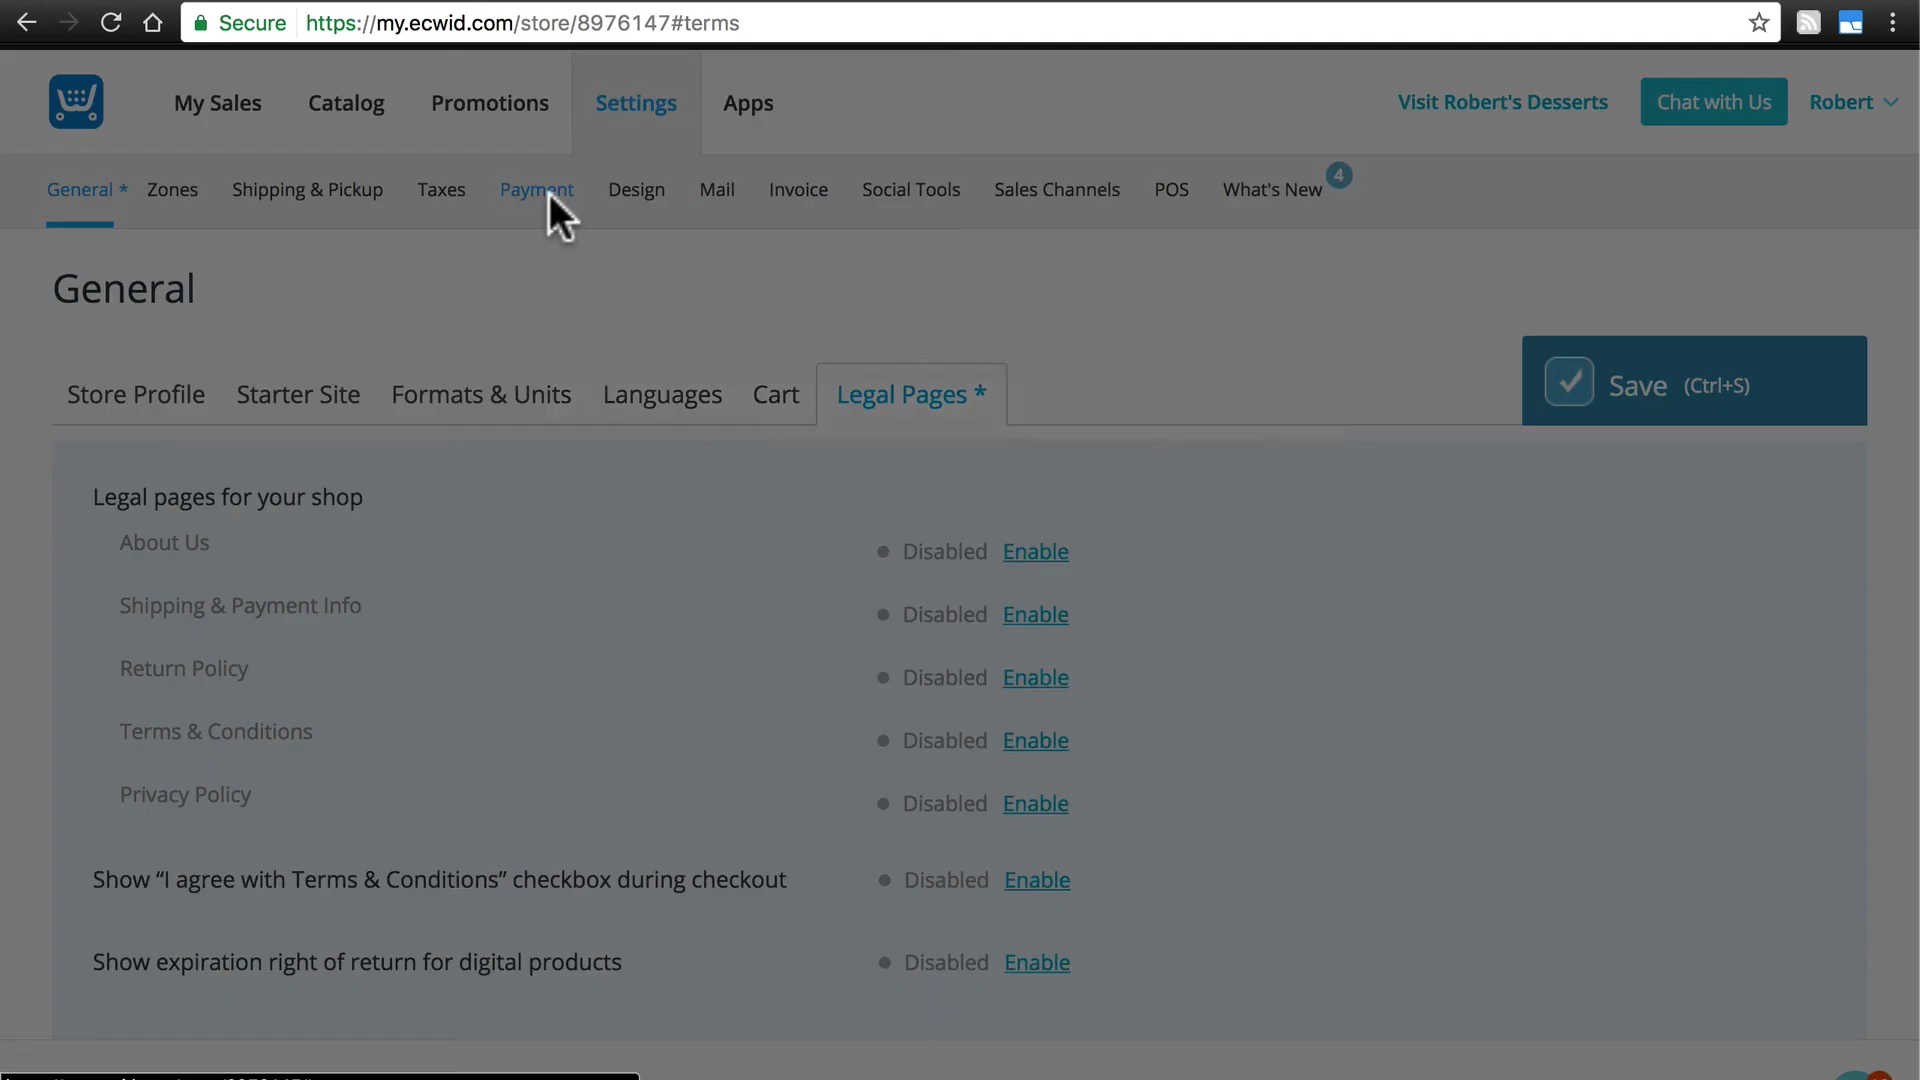 Secure https://my.ecwid.com/store/8976147#terms
My Sales Catalog Promotions Settings Apps Visit Robert's Desserts Chat with Us Robert
General * Zones Shipping & Pickup Taxes Payment Design Mail Invoice Social Tools Sales Channels POS What's New 4
General
Store Profile Starter Site Formats & Units Languages Cart Legal Pages * Save (Ctrl+S)
Legal pages for your shop
About Us Disabled Enable
Shipping & Payment Info Disabled Enable
Return Policy Disabled Enable
Terms & Conditions Disabled Enable
Privacy Policy Disabled Enable
Show “I agree with Terms & Conditions” checkbox during checkout Disabled Enable
Show expiration right of return for digital products Disabled Enable